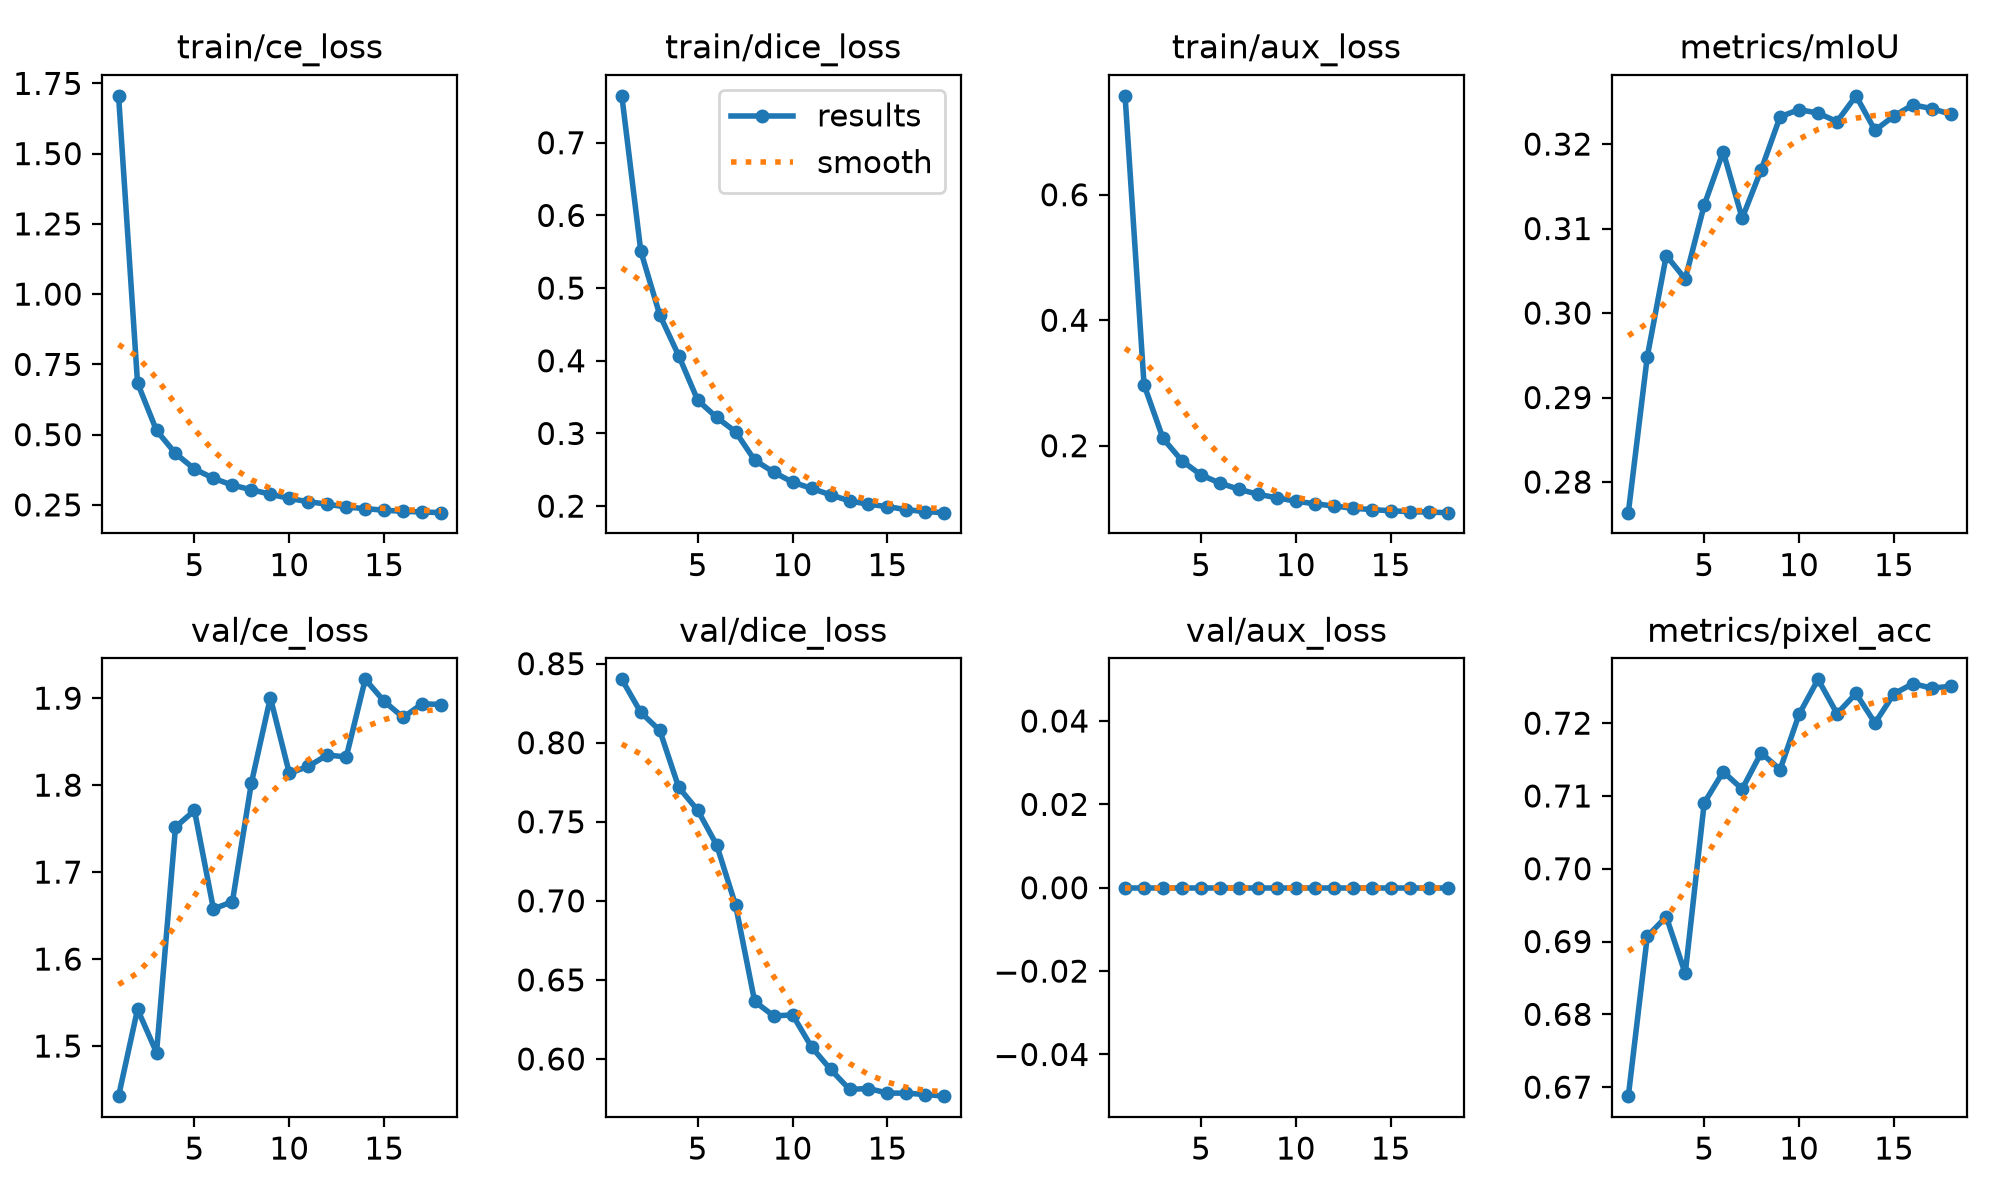 train/ce_loss
1.75
1.50
1.25
1.00
0.75
0.50
0.25
5 10 15
train/dice_loss
results
smooth
0.7
0.6
0.5
0.4
0.3
0.2
5 10 15
train/aux_loss
0.6
0.4
0.2
5 10 15
metrics/mIoU
0.32
0.31
0.30
0.29
0.28
5 10 15
val/ce_loss
1.9
1.8
1.7
1.6
1.5
5 10 15
val/dice_loss
0.85
0.80
0.75
0.70
0.65
0.60
5 10 15
val/aux_loss
0.04
0.02
0.00
−0.02
−0.04
5 10 15
metrics/pixel_acc
0.72
0.71
0.70
0.69
0.68
0.67
5 10 15